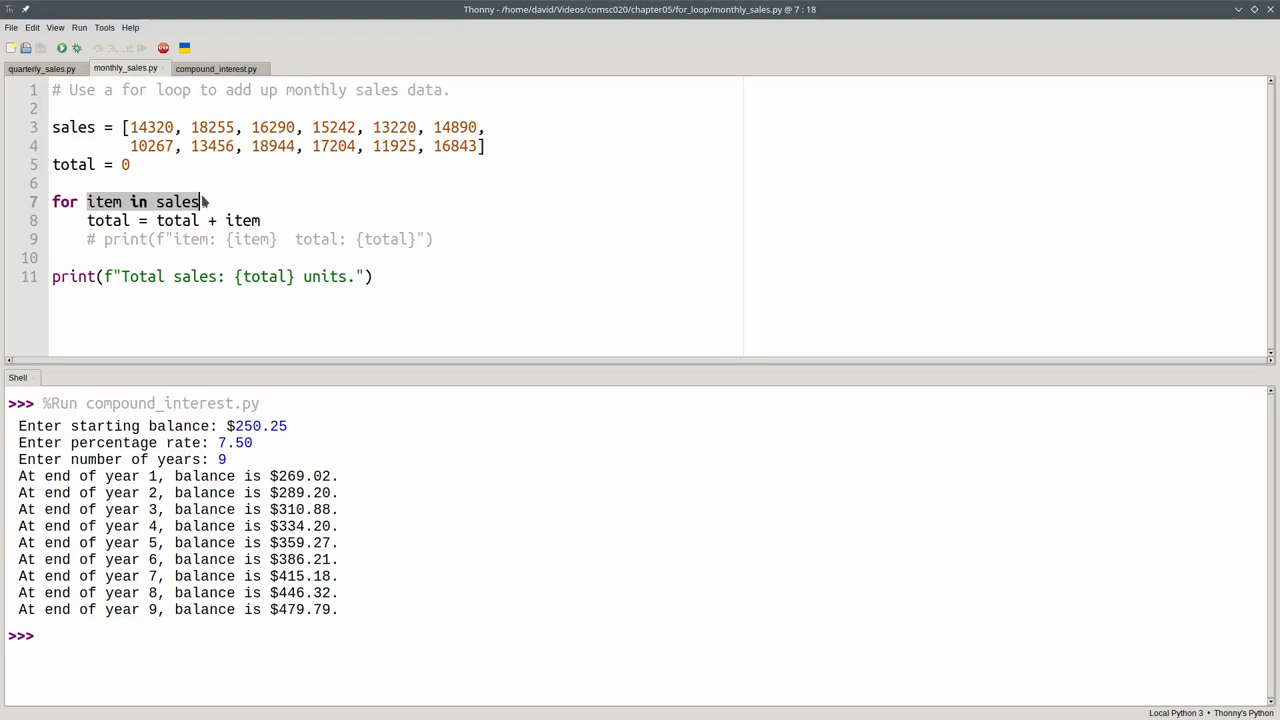 Thonny - /home/david/Videos/comsc020/chapter05/for_loop/monthly_sales.py @ 7 : 18
File Edit View Run Tools Help
quarterly_sales.py monthly_sales.py compound_interest.py
1 # Use a for loop to add up monthly sales data.
2
3 sales = [14320, 18255, 16290, 15242, 13220, 14890,
4 10267, 13456, 18944, 17204, 11925, 16843]
5 total = 0
6
7 for item in sales
8 total = total + item
9 # print(f"item: {item}  total: {total}")
10
11 print(f"Total sales: {total} units.")
Shell
>>> %Run compound_interest.py
Enter starting balance: $250.25
Enter percentage rate: 7.50
Enter number of years: 9
At end of year 1, balance is $269.02.
At end of year 2, balance is $289.20.
At end of year 3, balance is $310.88.
At end of year 4, balance is $334.20.
At end of year 5, balance is $359.27.
At end of year 6, balance is $386.21.
At end of year 7, balance is $415.18.
At end of year 8, balance is $446.32.
At end of year 9, balance is $479.79.
>>>
Local Python 3 • Thonny's Python